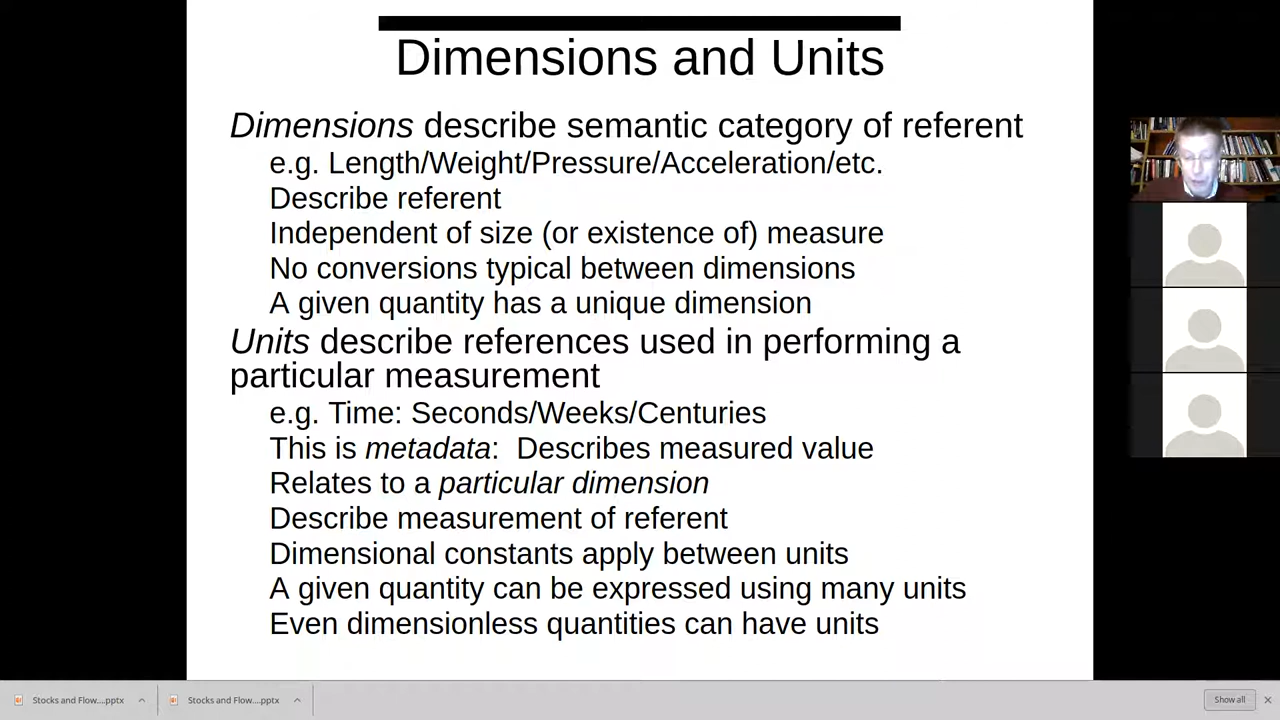 Dimensions and Units
Dimensions describe semantic category of referent
e.g. Length/Weight/Pressure/Acceleration/etc.
Describe referent
Independent of size (or existence of) measure
No conversions typical between dimensions
A given quantity has a unique dimension
Units describe references used in performing a
particular measurement
e.g. Time: Seconds/Weeks/Centuries
This is metadata:  Describes measured value
Relates to a particular dimension
Describe measurement of referent
Dimensional constants apply between units
A given quantity can be expressed using many units
Even dimensionless quantities can have units
Stocks and Flow....pptx
Stocks and Flow....pptx
Show all